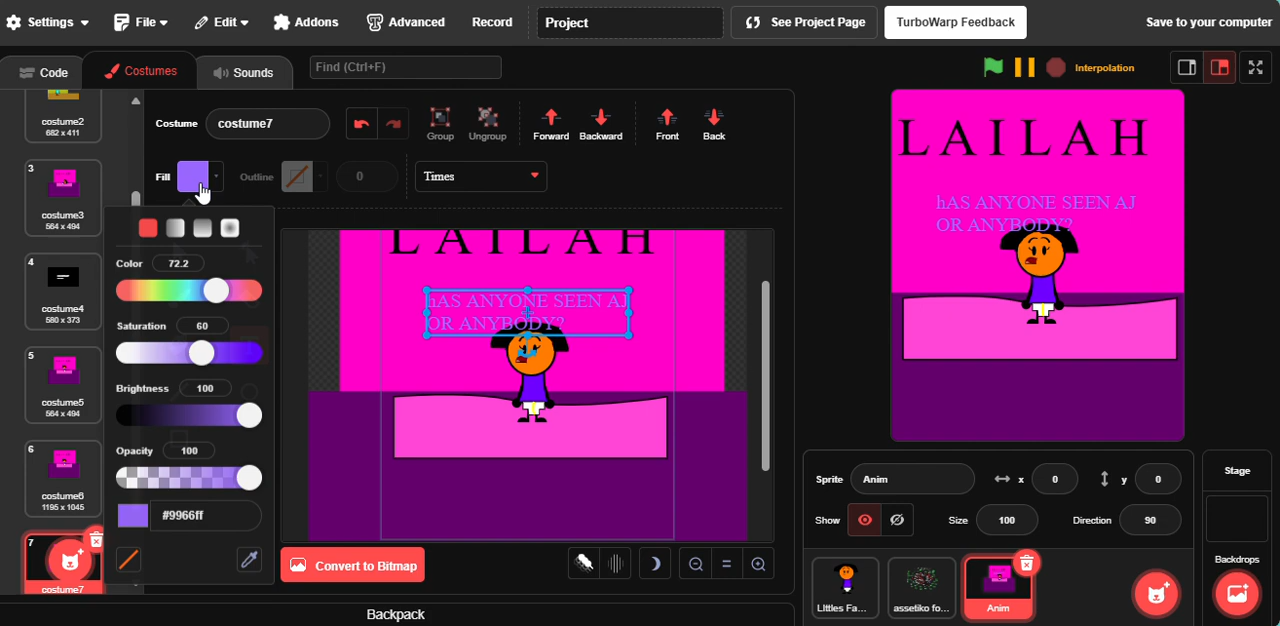 Settings File Edit Addons Advanced Record Project See Project Page TurboWarp Feedback Save to your computer
Code Costumes Sounds Find (Ctrl+F) Interpolation
costume2
682 x 411
3
costume3
564 x 494
4
costume4
580 x 373
5
costume5
564 x 494
6
costume6
1195 x 1045
7
costume7
Costume costume7 Group Ungroup Forward Backward Front Back
Fill Outline 0 Times
Color 72.2
Saturation 60
Brightness 100
Opacity 100
#9966ff
LAILAH
hAS ANYONE SEEN AJ
OR ANYBODY?
Convert to Bitmap
Backpack
LAILAH
hAS ANYONE SEEN AJ
OR ANYBODY?
Sprite Anim x 0 y 0
Show Size 100 Direction 90
LIttles Fa... assetiko fo... Anim
Stage
Backdrops